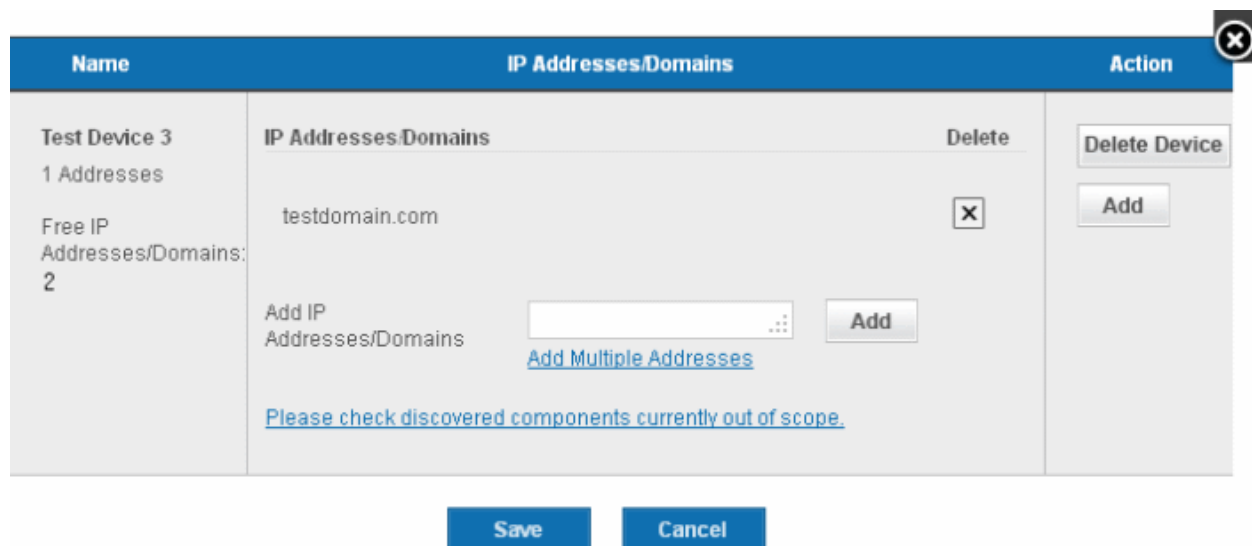 Name IP Addresses/Domains Action
Test Device 3 IP Addresses/Domains Delete Delete Device
1 Addresses
testdomain.com Add
Free IP
Addresses/Domains:
2
Add IP
Addresses/Domains Add
Add Multiple Addresses
Please check discovered components currently out of scope.
Save Cancel